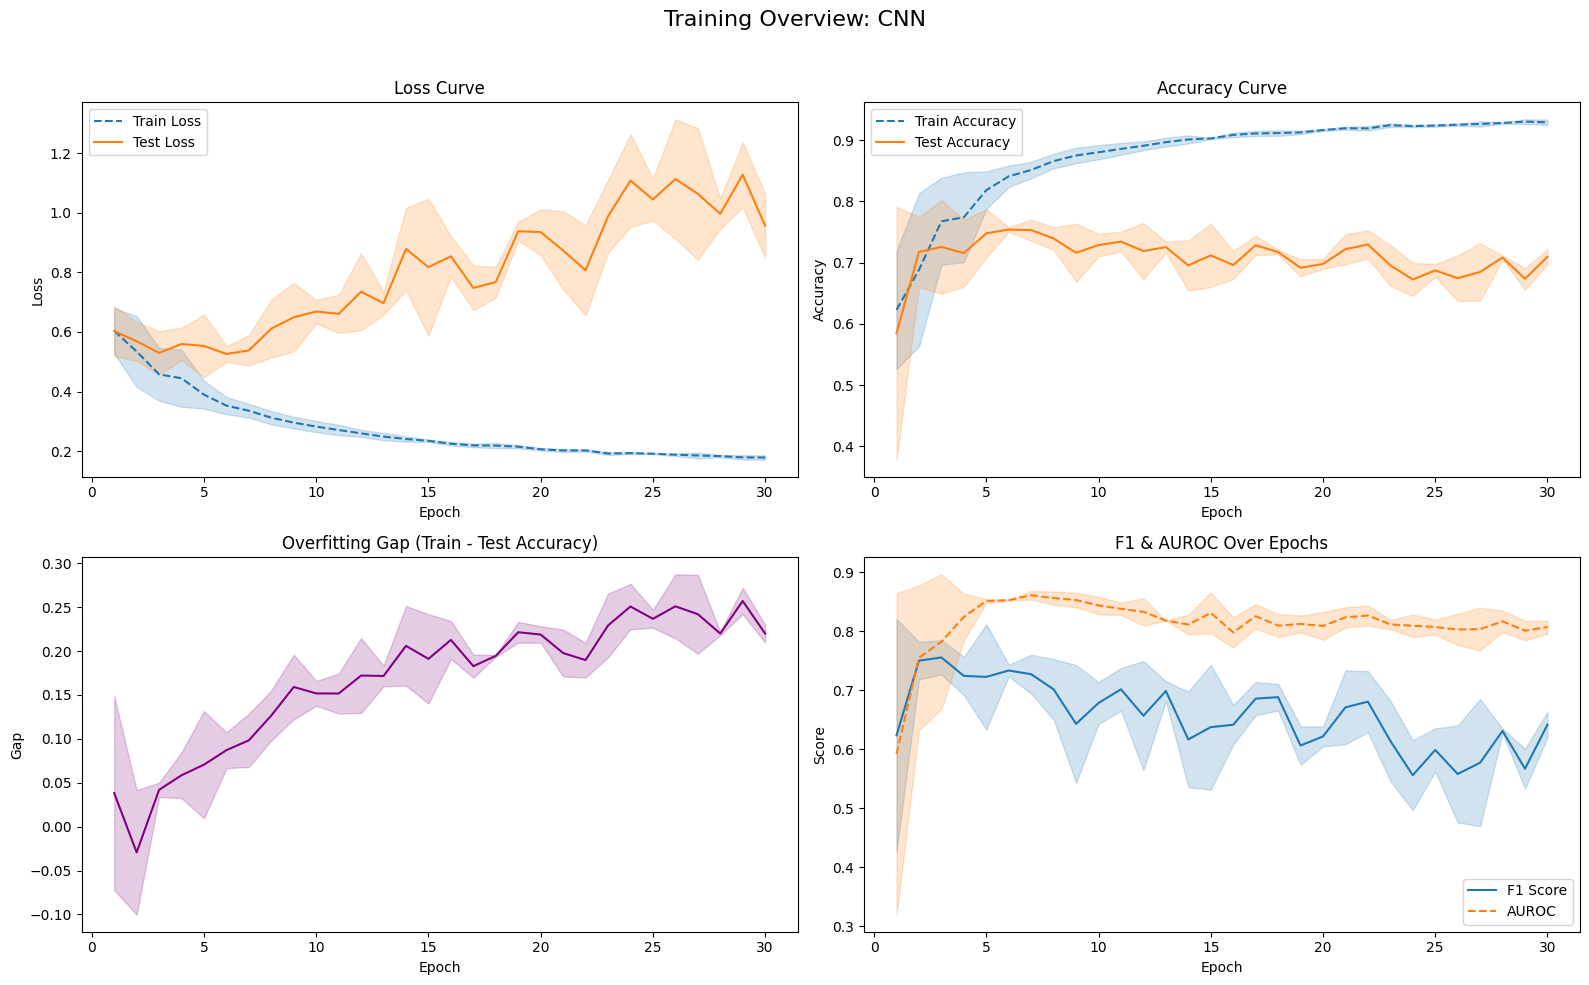 Training Overview: CNN
Loss Curve
Train Loss
Test Loss
Loss
1.2
1.0
0.8
0.6
0.4
0.2
0 5 10 15 20 25 30
Epoch
Accuracy Curve
Train Accuracy
Test Accuracy
Accuracy
0.9
0.8
0.7
0.6
0.5
0.4
0 5 10 15 20 25 30
Epoch
Overfitting Gap (Train - Test Accuracy)
Gap
0.30
0.25
0.20
0.15
0.10
0.05
0.00
−0.05
−0.10
0 5 10 15 20 25 30
Epoch
F1 & AUROC Over Epochs
Score
0.9
0.8
0.7
0.6
0.5
0.4
0.3
F1 Score
AUROC
0 5 10 15 20 25 30
Epoch